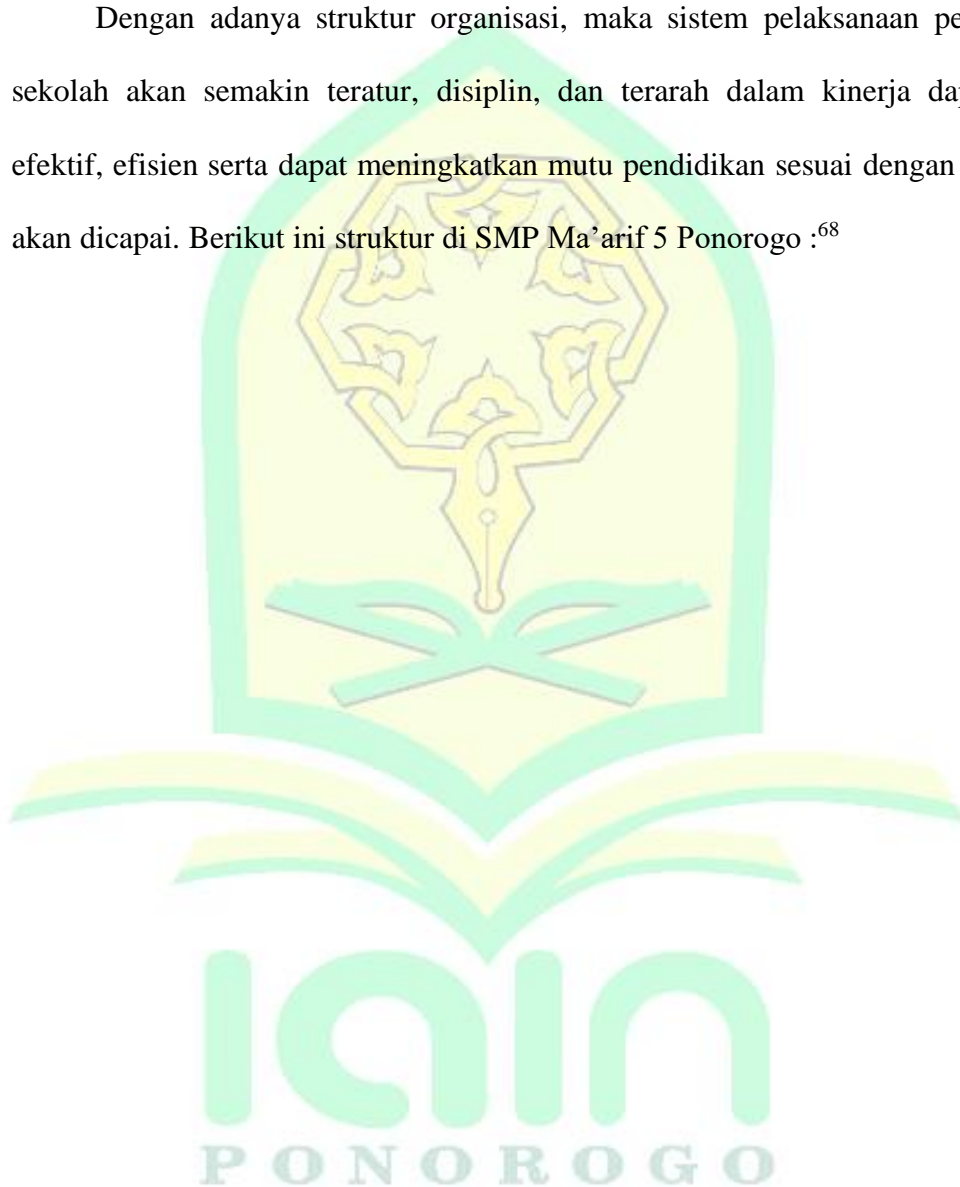 Dengan adanya struktur organisasi, maka sistem pelaksanaan pe
sekolah akan semakin teratur, disiplin, dan terarah dalam kinerja da
efektif, efisien serta dapat meningkatkan mutu pendidikan sesuai dengan
akan dicapai. Berikut ini struktur di SMP Ma’arif 5 Ponorogo :68
iain
PONOROGO